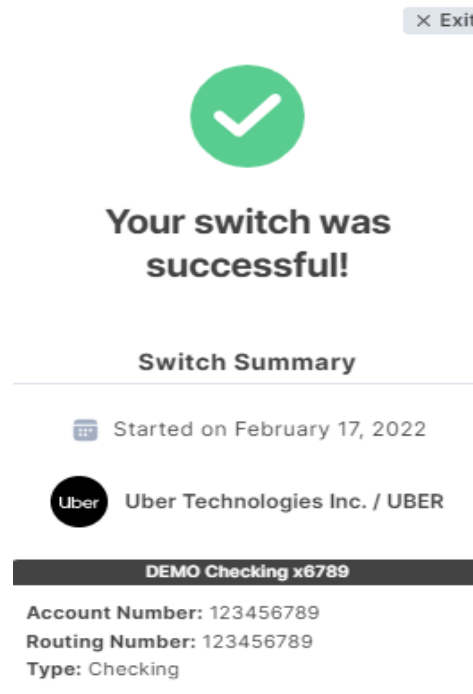 × Exit
Your switch was
successful!
Switch Summary
Started on February 17, 2022
Uber
Uber Technologies Inc. / UBER
DEMO Checking x6789
Account Number: 123456789
Routing Number: 123456789
Type: Checking